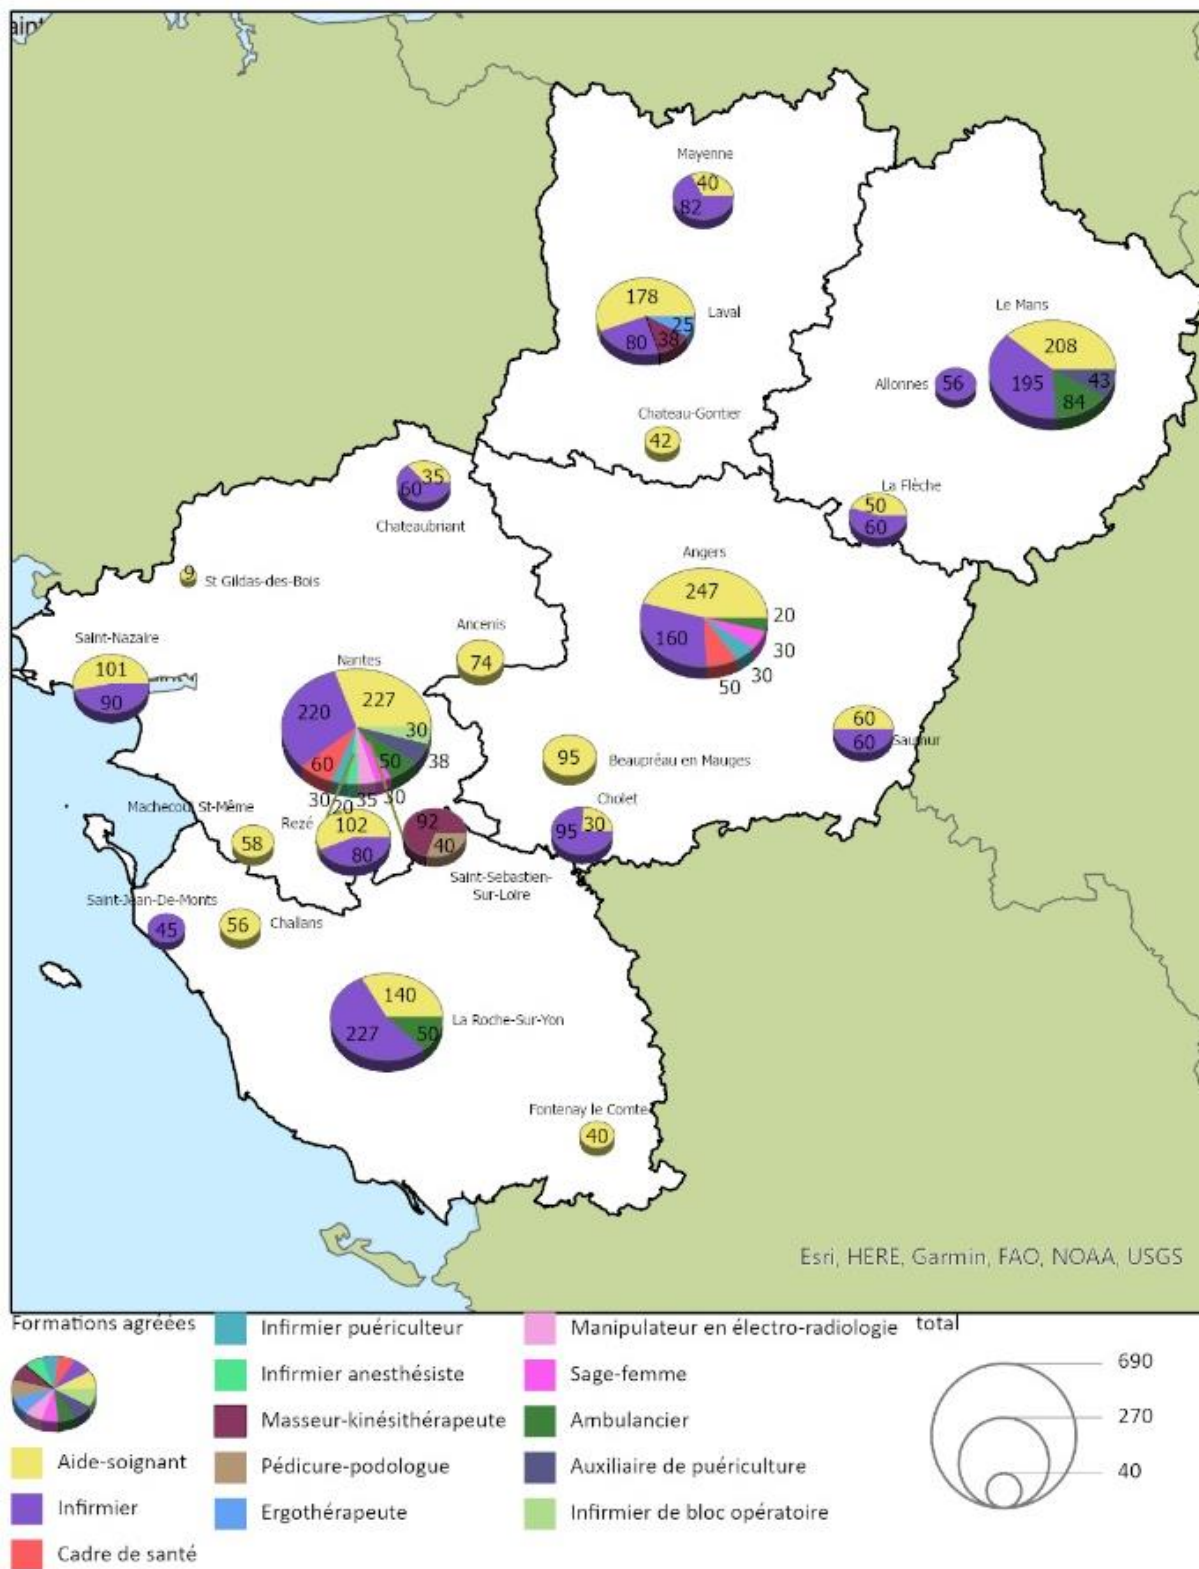 Mayenne
40
82
178
Laval
25
80
38
Le Mans
208
195
43
84
Allonnes
56
Chateau-Gontier
42
La Flèche
50
60
35
60
Chateaubriant
9
St Gildas-des-Bois
Angers
247
20
160
30
30
50
Saint-Nazaire
101
90
Ancenis
74
Nantes
227
220
30
38
50
60
30
20
35
30
60
60
Saumur
95
Beaupréau en Mauges
Cholet
30
95
Machecoul St-Même
58
Rezé
102
80
92
40
Saint-Sebastien-
Sur-Loire
Saint-Jean-De-Monts
45
56
Challans
140
227
50
La Roche-Sur-Yon
Fontenay le Comte
40
Esri, HERE, Garmin, FAO, NOAA, USGS
Formations agréées
Aide-soignant
Infirmier
Cadre de santé
Infirmier puériculteur
Infirmier anesthésiste
Masseur-kinésithérapeute
Pédicure-podologue
Ergothérapeute
Manipulateur en électro-radiologie
Sage-femme
Ambulancier
Auxiliaire de puériculture
Infirmier de bloc opératoire
total
690
270
40